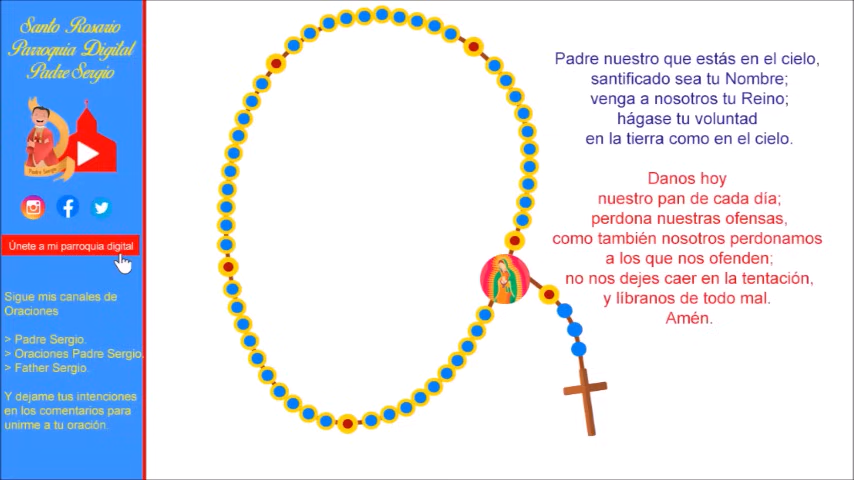 Santo Rosario
Parroquia Digital
Padre Sergio
Padre Sergio
Únete a mi parroquia digital
Sigue mis canales de
Oraciones
> Padre Sergio.
> Oraciones Padre Sergio.
> Father Sergio.
Y dejame tus intenciones
en los comentarios para
unirme a tu oración.
Padre nuestro que estás en el cielo,
santificado sea tu Nombre;
venga a nosotros tu Reino;
hágase tu voluntad
en la tierra como en el cielo.
Danos hoy
nuestro pan de cada día;
perdona nuestras ofensas,
como también nosotros perdonamos
a los que nos ofenden;
no nos dejes caer en la tentación,
y líbranos de todo mal.
Amén.